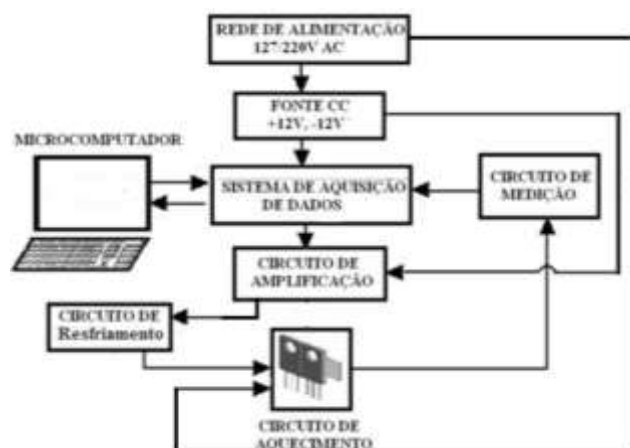 REDE DE ALIMENTAÇÃO
127/220V AC
FONTE CC
+12V, -12V
MICROCOMPUTADOR
SISTEMA DE AQUISIÇÃO
DE DADOS
CIRCUITO DE
MEDIÇÃO
CIRCUITO DE
AMPLIFICAÇÃO
CIRCUITO DE
Resfriamento
CIRCUITO DE
AQUECIMENTO